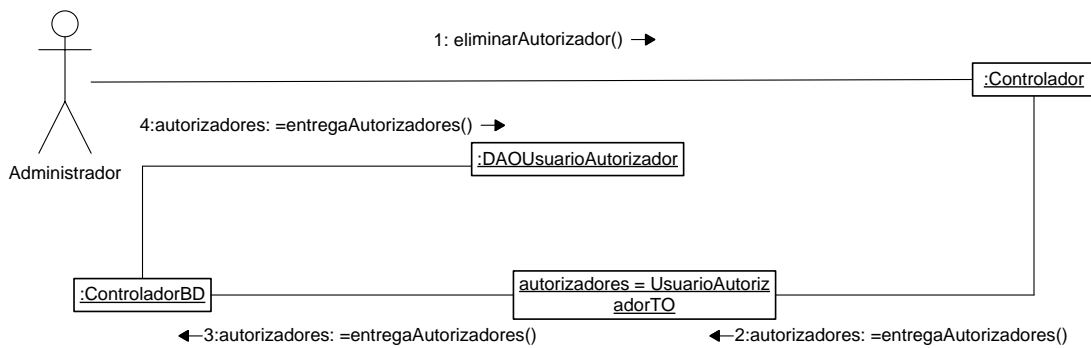 1: eliminarAutorizador()
:Controlador
4:autorizadores: =entregaAutorizadores()
:DAOUsuarioAutorizador
Administrador
:ControladorBD
autorizadores = UsuarioAutoriz
adorTO
3:autorizadores: =entregaAutorizadores()
2:autorizadores: =entregaAutorizadores()